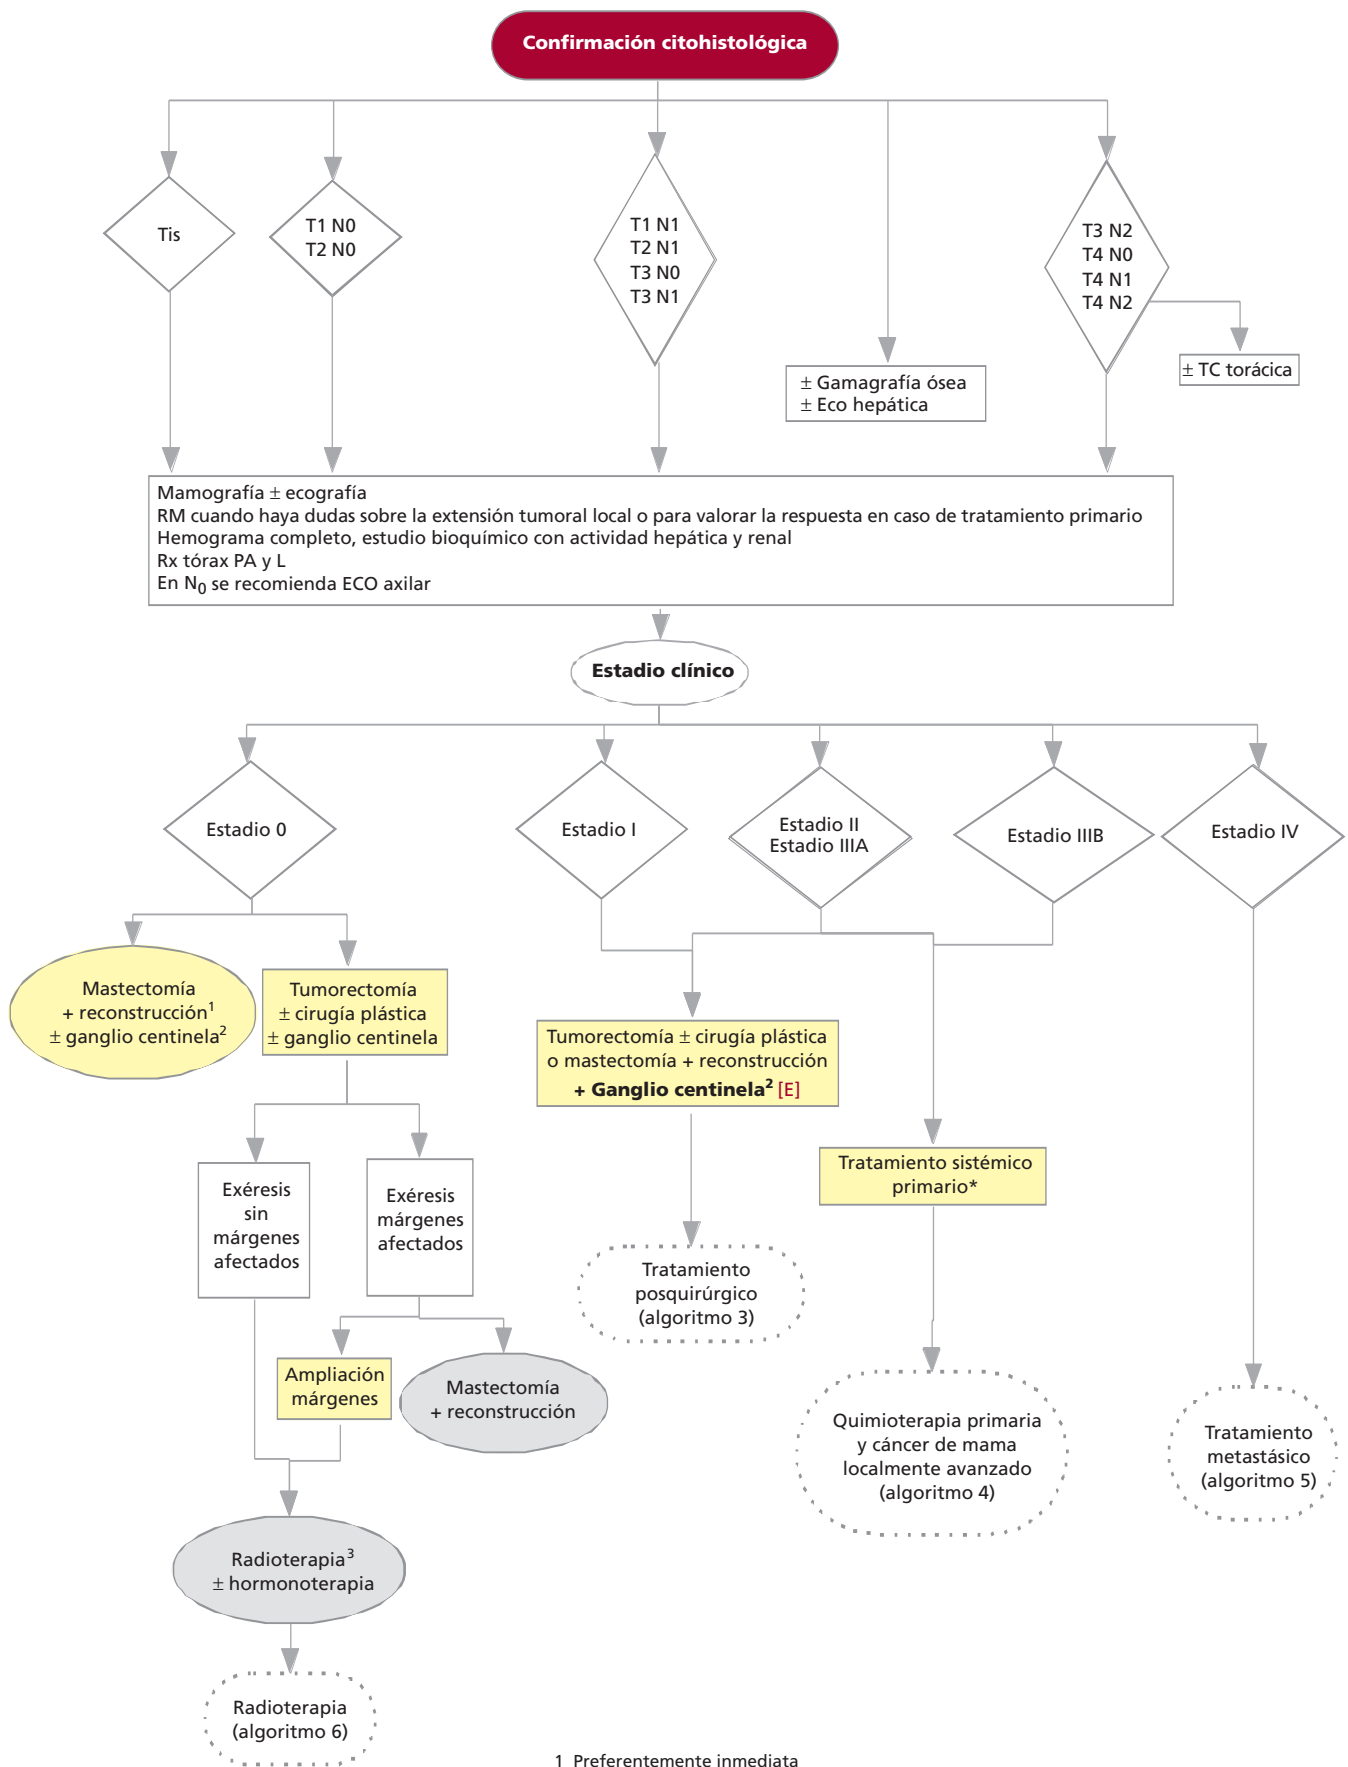 Confirmación citohistológica
Tis
T1 N0
T2 N0
T1 N1
T2 N1
T3 N0
T3 N1
T3 N2
T4 N0
T4 N1
T4 N2
± Gamagrafía ósea
± Eco hepática
± TC torácica
Mamografía ± ecografía
RM cuando haya dudas sobre la extensión tumoral local o para valorar la respuesta en caso de tratamiento primario
Hemograma completo, estudio bioquímico con actividad hepática y renal
Rx tórax PA y L
En N0 se recomienda ECO axilar
Estadio clínico
Estadio 0
Estadio I
Estadio II
Estadio IIIA
Estadio IIIB
Estadio IV
Mastectomía
+ reconstrucción1
± ganglio centinela2
Tumorectomía
± cirugía plástica
± ganglio centinela
Tumorectomía ± cirugía plástica
o mastectomía + reconstrucción
+ Ganglio centinela2 [E]
Tratamiento sistémico
primario*
Exéresis
sin
márgenes
afectados
Exéresis
márgenes
afectados
Tratamiento
posquirúrgico
(algoritmo 3)
Ampliación
márgenes
Mastectomía
+ reconstrucción
Quimioterapia primaria
y cáncer de mama
localmente avanzado
(algoritmo 4)
Tratamiento
metastásico
(algoritmo 5)
Radioterapia3
± hormonoterapia
Radioterapia
(algoritmo 6)
1 Preferentemente inmediata